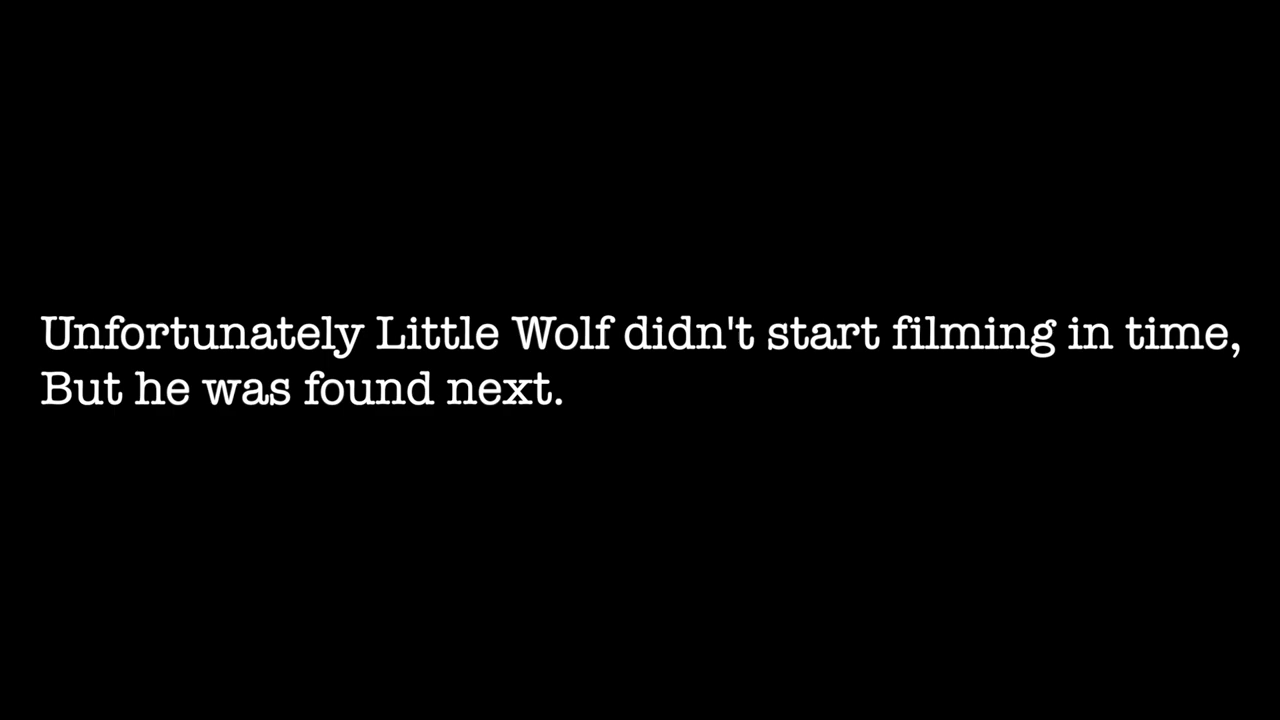 Unfortunately Little Wolf didn't start filming in time,
But he was found next.